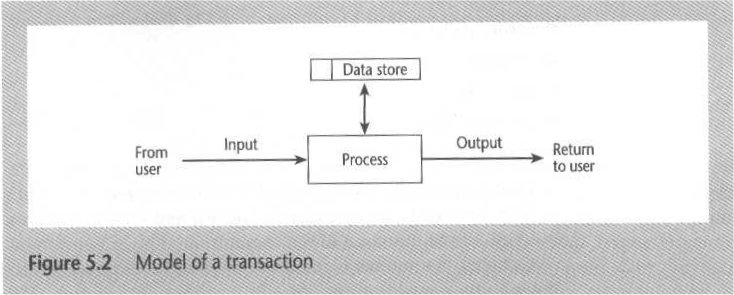 Data store
Input
Output
From
user
Process
Return
to user
Figure 5.2 Model of a transaction